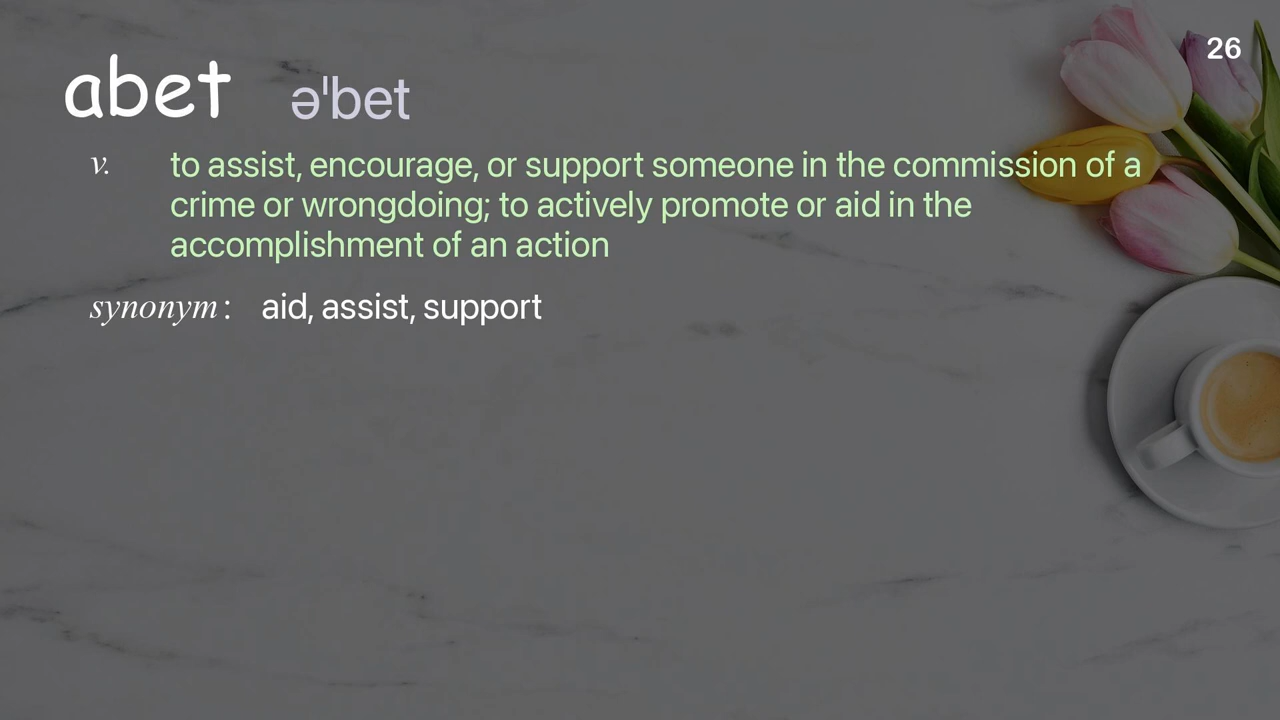 26
abet əˈbet
v. to assist, encourage, or support someone in the commission of a
crime or wrongdoing; to actively promote or aid in the
accomplishment of an action
synonym: aid, assist, support